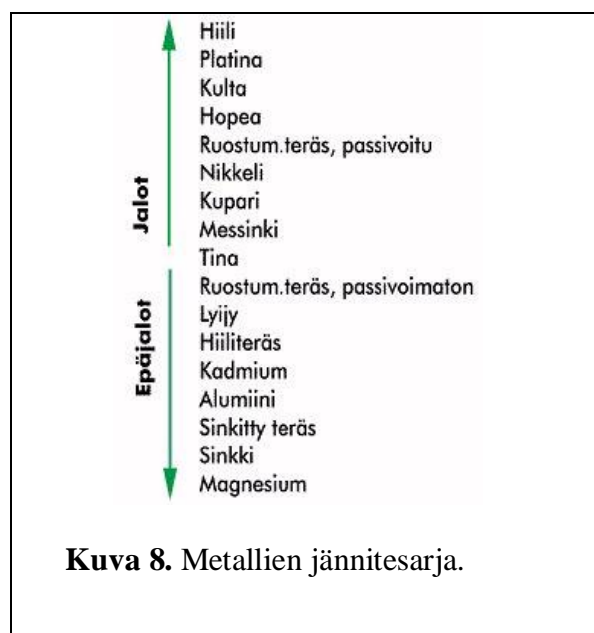 Hiili
Platina
Kulta
Hopea
Ruostum.teräs, passivoitu
Nikkeli
Kupari
Messinki
Tina
Ruostum.teräs, passivoimaton
Lyijy
Hiiliteräs
Kadmium
Alumiini
Sinkitty teräs
Sinkki
Magnesium
Jalot
Epäjalot
Kuva 8. Metallien jännitesarja.